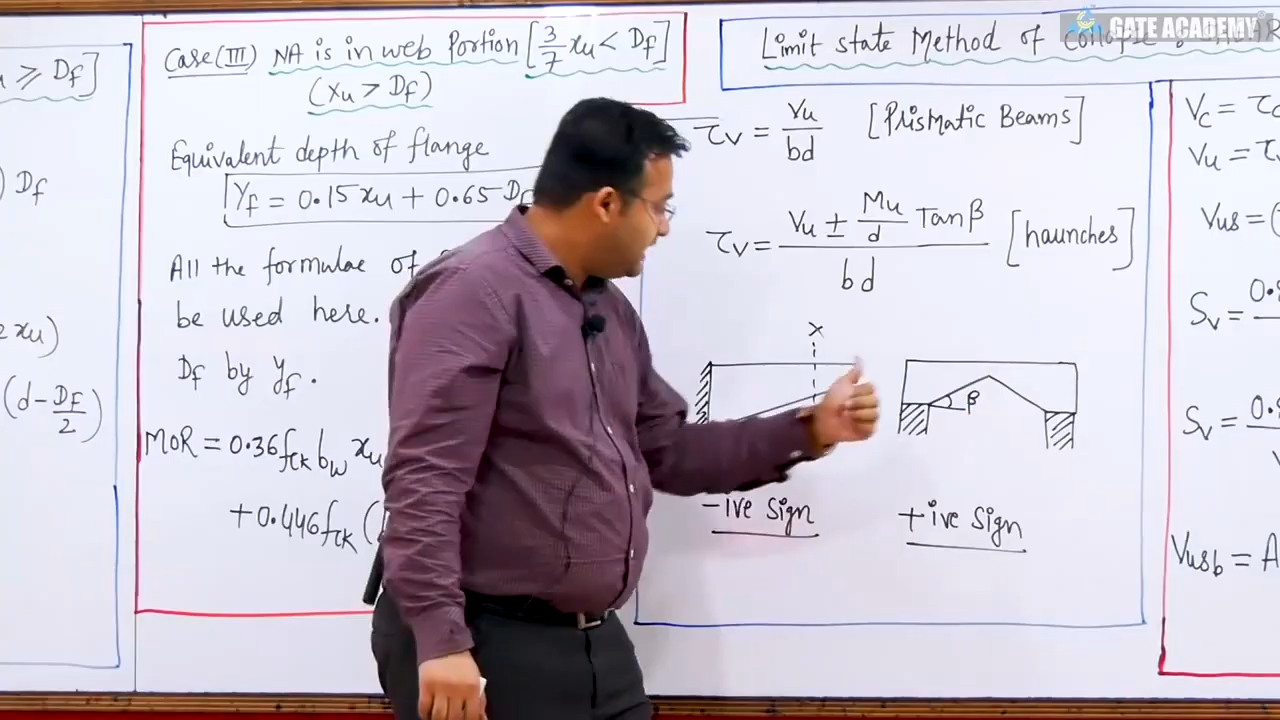 u ⩾ Df]
) Df
2 xu)
(d - Df/2)
Case (III) NA is in web Portion [3/7 xu < Df]
(xu > Df)
Equivalent depth of flange
yf = 0.15 xu + 0.65 Df
All the formulae of
be used here.
Df by yf.
MOR = 0.36 fck bw xu
+ 0.446 fck (
GATE ACADEMY
Limit state Method of Collapse :
τv = Vu/bd [Prismatic Beams]
τv = (Vu ± Mu/d Tanβ)/bd [haunches]
x
β
-ive Sign
+ive Sign
Vc = τc
Vu = τv
Vus = (
Sv = 0.
Sv = 0.
Vusb = A